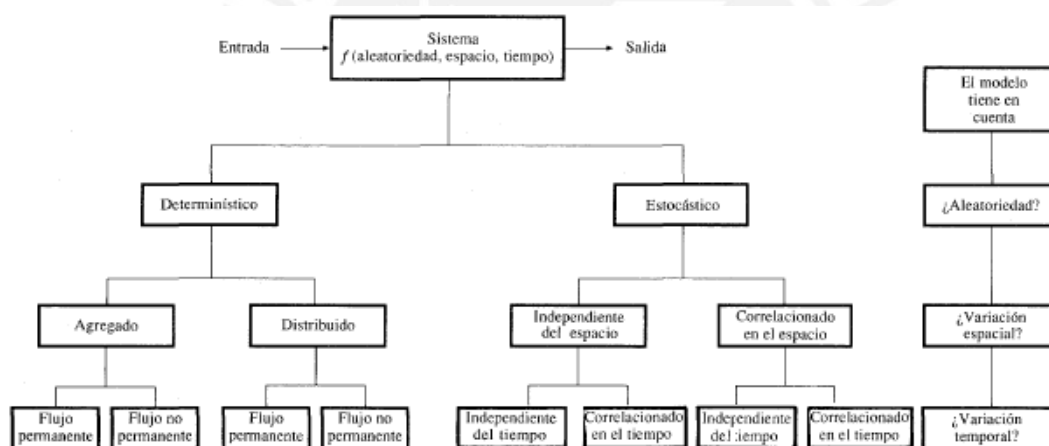 Entrada
Sistema
f (aleatoriedad, espacio, tiempo)
Salida
El modelo
tiene en
cuenta
Determinístico
Estocástico
¿Aleatoriedad?
Agregado
Distribuido
Independiente
del espacio
Correlacionado
en el espacio
¿Variación
espacial?
Flujo
permanente
Flujo no
permanente
Flujo
permanente
Flujo no
permanente
Independiente
del tiempo
Correlacionado
en el tiempo
Independiente
del :iempo
Correlacionado
en el tiempo
¿Variación
temporal?